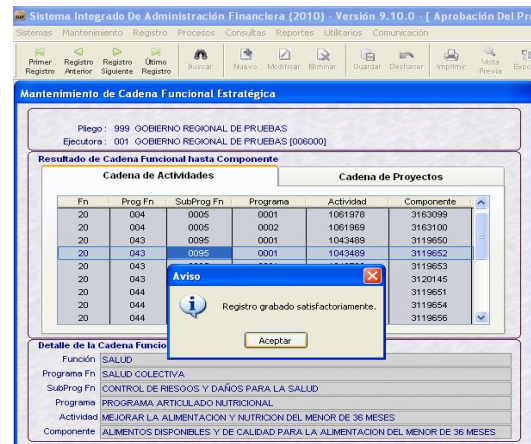 Sistema Integrado De Administración Financiera (2010) - Versión 9.10.0 - [ Aprobación Del Pr
Sistemas Mantenimiento Registro Procesos Consultas Reportes Utilitarios Comunicación
Primer Registro Registro Anterior Registro Siguiente Último Registro Buscar Nuevo Modificar Eliminar Guardar Deshacer Imprimir Vista Previa Expo
Mantenimiento de Cadena Funcional Estratégica
Pliego : 999 GOBIERNO REGIONAL DE PRUEBAS
Ejecutora : 001 GOBIERNO REGIONAL DE PRUEBAS [006000]
Resultado de Cadena Funcional hasta Componente
Cadena de Actividades Cadena de Proyectos
Fn Prog Fn SubProg Fn Programa Actividad Componente
20 004 0005 0001 1061978 3163099
20 004 0005 0002 1061969 3163100
20 043 0095 0001 1043489 3119650
20 043 0095 0001 1043489 3119652
20 043 3119653
20 043 3120145
20 044 3119651
20 044 3119654
20 044 3119656
Aviso
Registro grabado satisfactoriamente.
Aceptar
Detalle de la Cadena Funcio
Función SALUD
Programa Fn SALUD COLECTIVA
SubProg Fn CONTROL DE RIESGOS Y DAÑOS PARA LA SALUD
Programa PROGRAMA ARTICULADO NUTRICIONAL
Actividad MEJORAR LA ALIMENTACION Y NUTRICION DEL MENOR DE 36 MESES
Componente ALIMENTOS DISPONIBLES Y DE CALIDAD PARA LA ALIMENTACION DEL MENOR DE 36 MESES